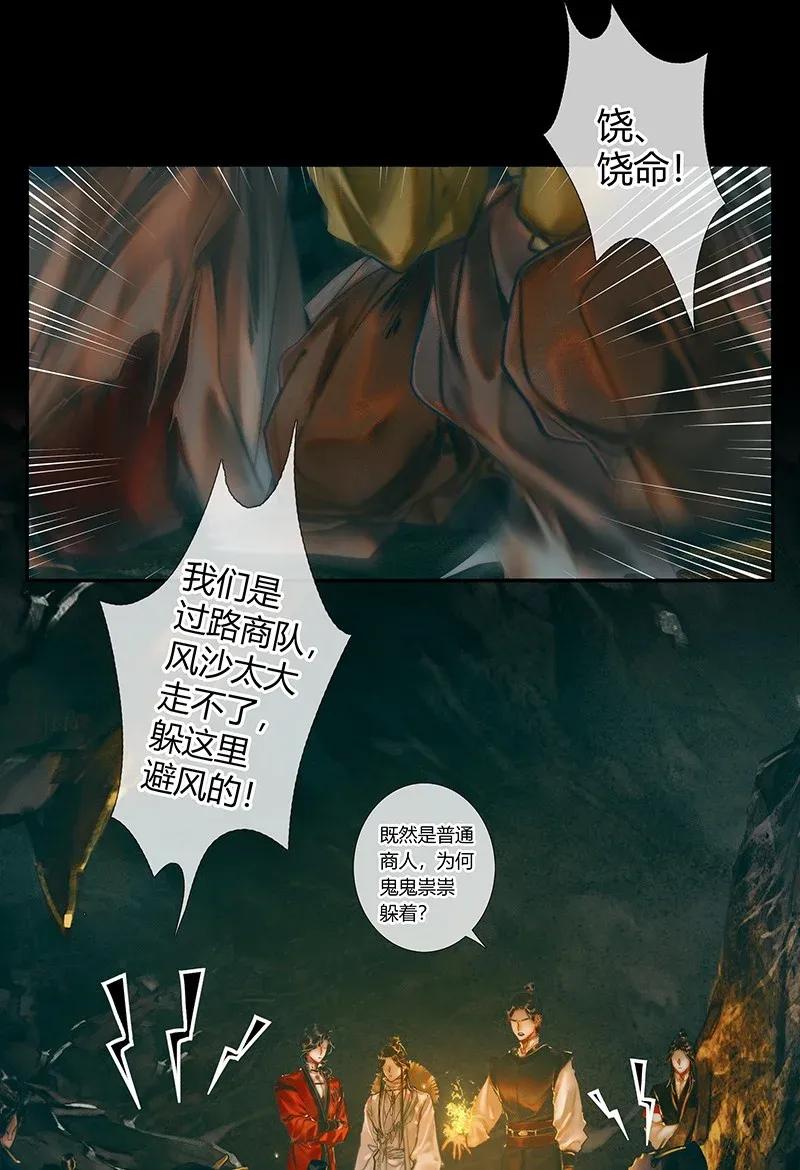 饶、
饶命！
我们是
过路商队，
风沙太大
走不了，
躲这里
避风的！
既然是普通
商人，为何
鬼鬼祟祟
躲着？